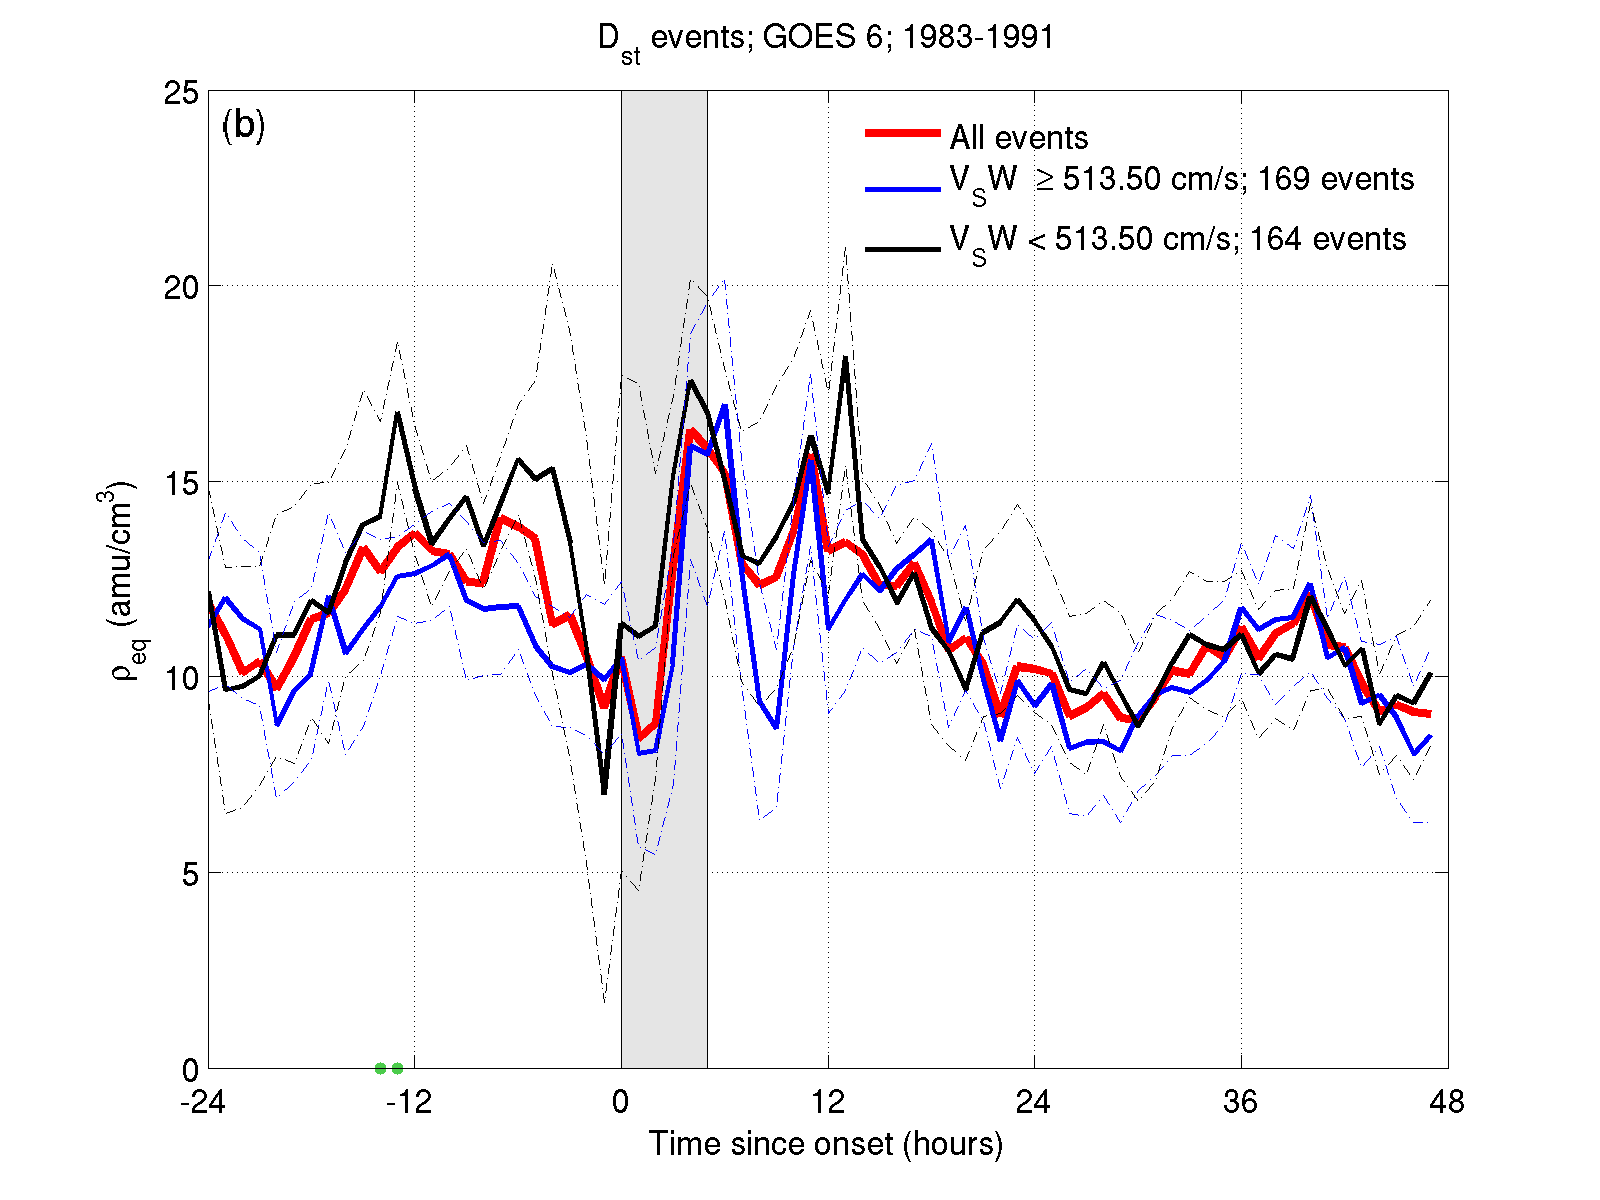 D_st events; GOES 6; 1983-1991
(b)
All events
V_SW ≥ 513.50 cm/s; 169 events
V_SW < 513.50 cm/s; 164 events
25
20
15
10
5
0
ρ_eq (amu/cm^3)
-24 -12 0 12 24 36 48
Time since onset (hours)